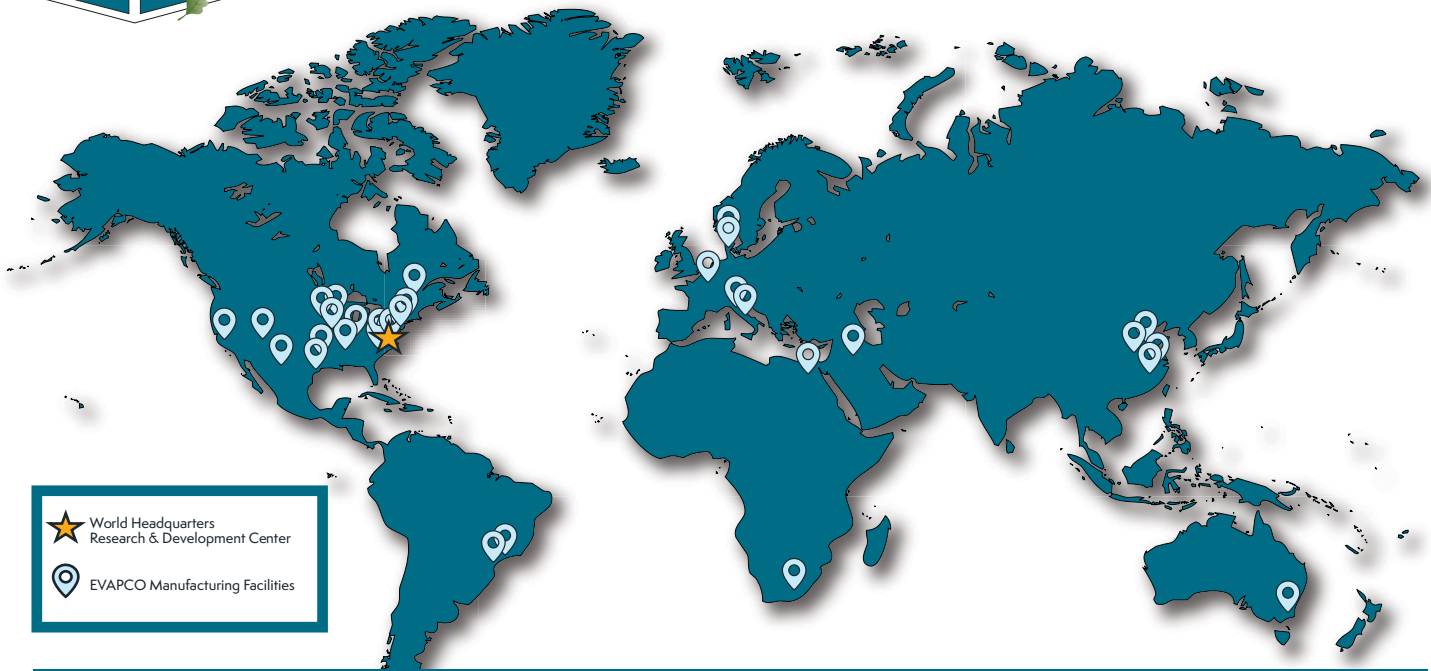 World Headquarters
Research & Development Center
EVAPCO Manufacturing Facilities